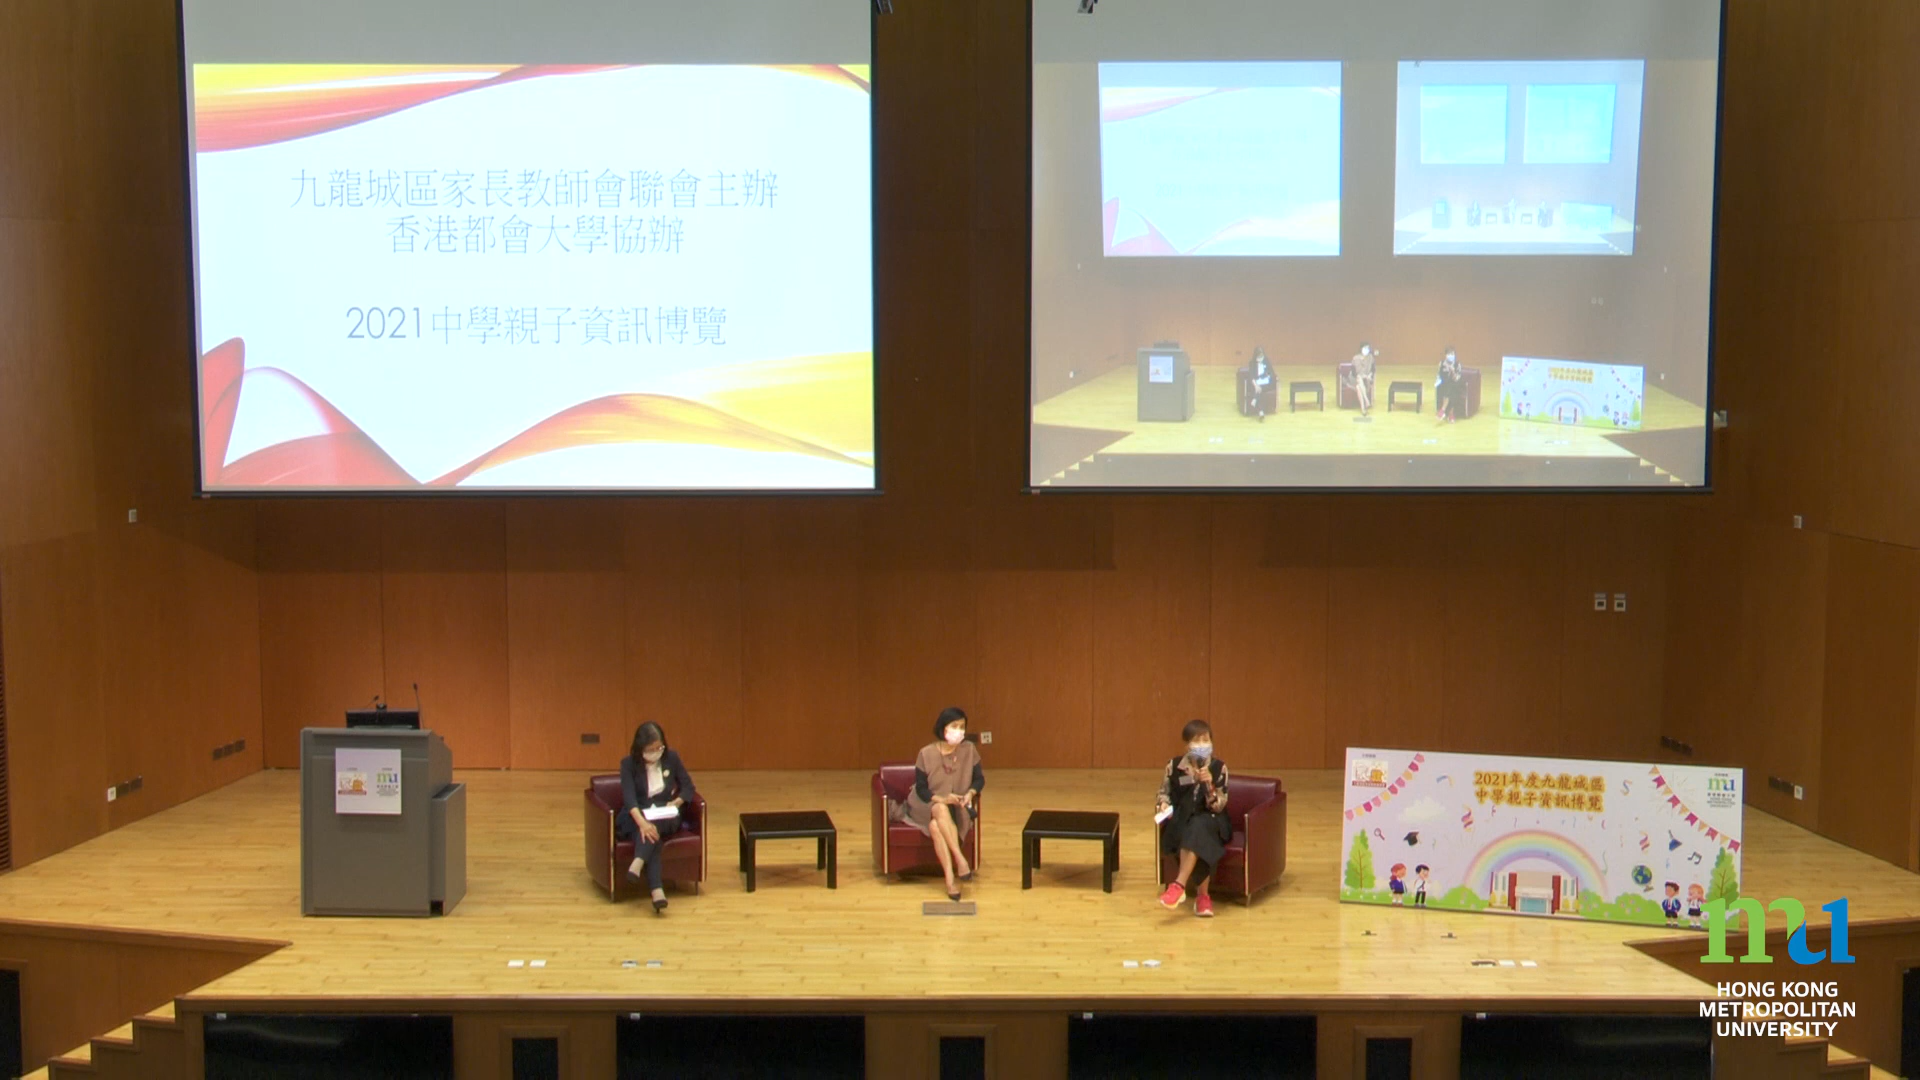 九龍城區家長教師會聯會主辦
香港都會大學協辦
2021中學親子資訊博覽
2021年度九龍城區
中學親子資訊博覽
mu
HONG KONG
METROPOLITAN
UNIVERSITY